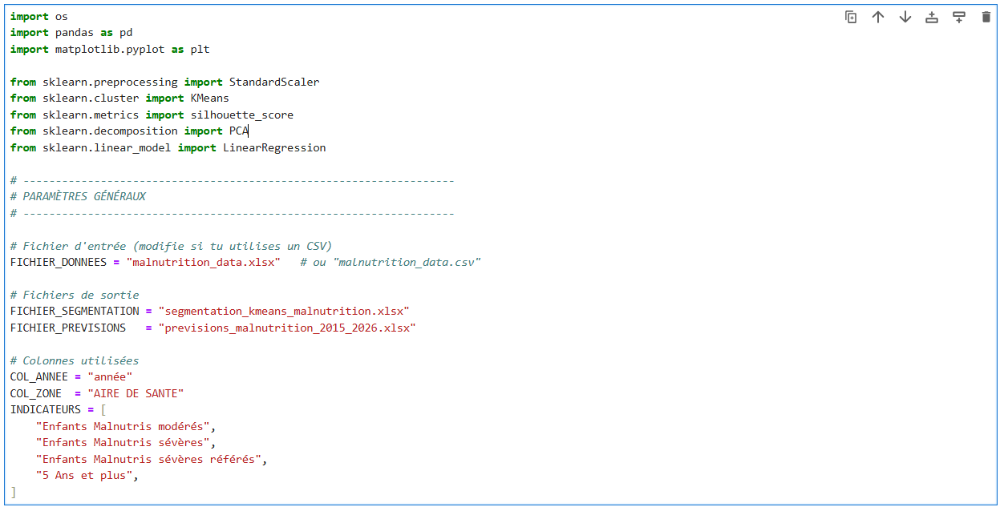 import os
import pandas as pd
import matplotlib.pyplot as plt
from sklearn.preprocessing import StandardScaler
from sklearn.cluster import KMeans
from sklearn.metrics import silhouette_score
from sklearn.decomposition import PCA
from sklearn.linear_model import LinearRegression
# -------------------------------------------------------------------
# PARAMÈTRES GÉNÉRAUX
# -------------------------------------------------------------------
# Fichier d'entrée (modifie si tu utilises un CSV)
FICHIER_DONNEES = "malnutrition_data.xlsx"   # ou "malnutrition_data.csv"
# Fichiers de sortie
FICHIER_SEGMENTATION = "segmentation_kmeans_malnutrition.xlsx"
FICHIER_PREVISIONS   = "previsions_malnutrition_2015_2026.xlsx"
# Colonnes utilisées
COL_ANNEE = "année"
COL_ZONE  = "AIRE DE SANTE"
INDICATEURS = [
    "Enfants Malnutris modérés",
    "Enfants Malnutris sévères",
    "Enfants Malnutris sévères référés",
    "5 Ans et plus",
]